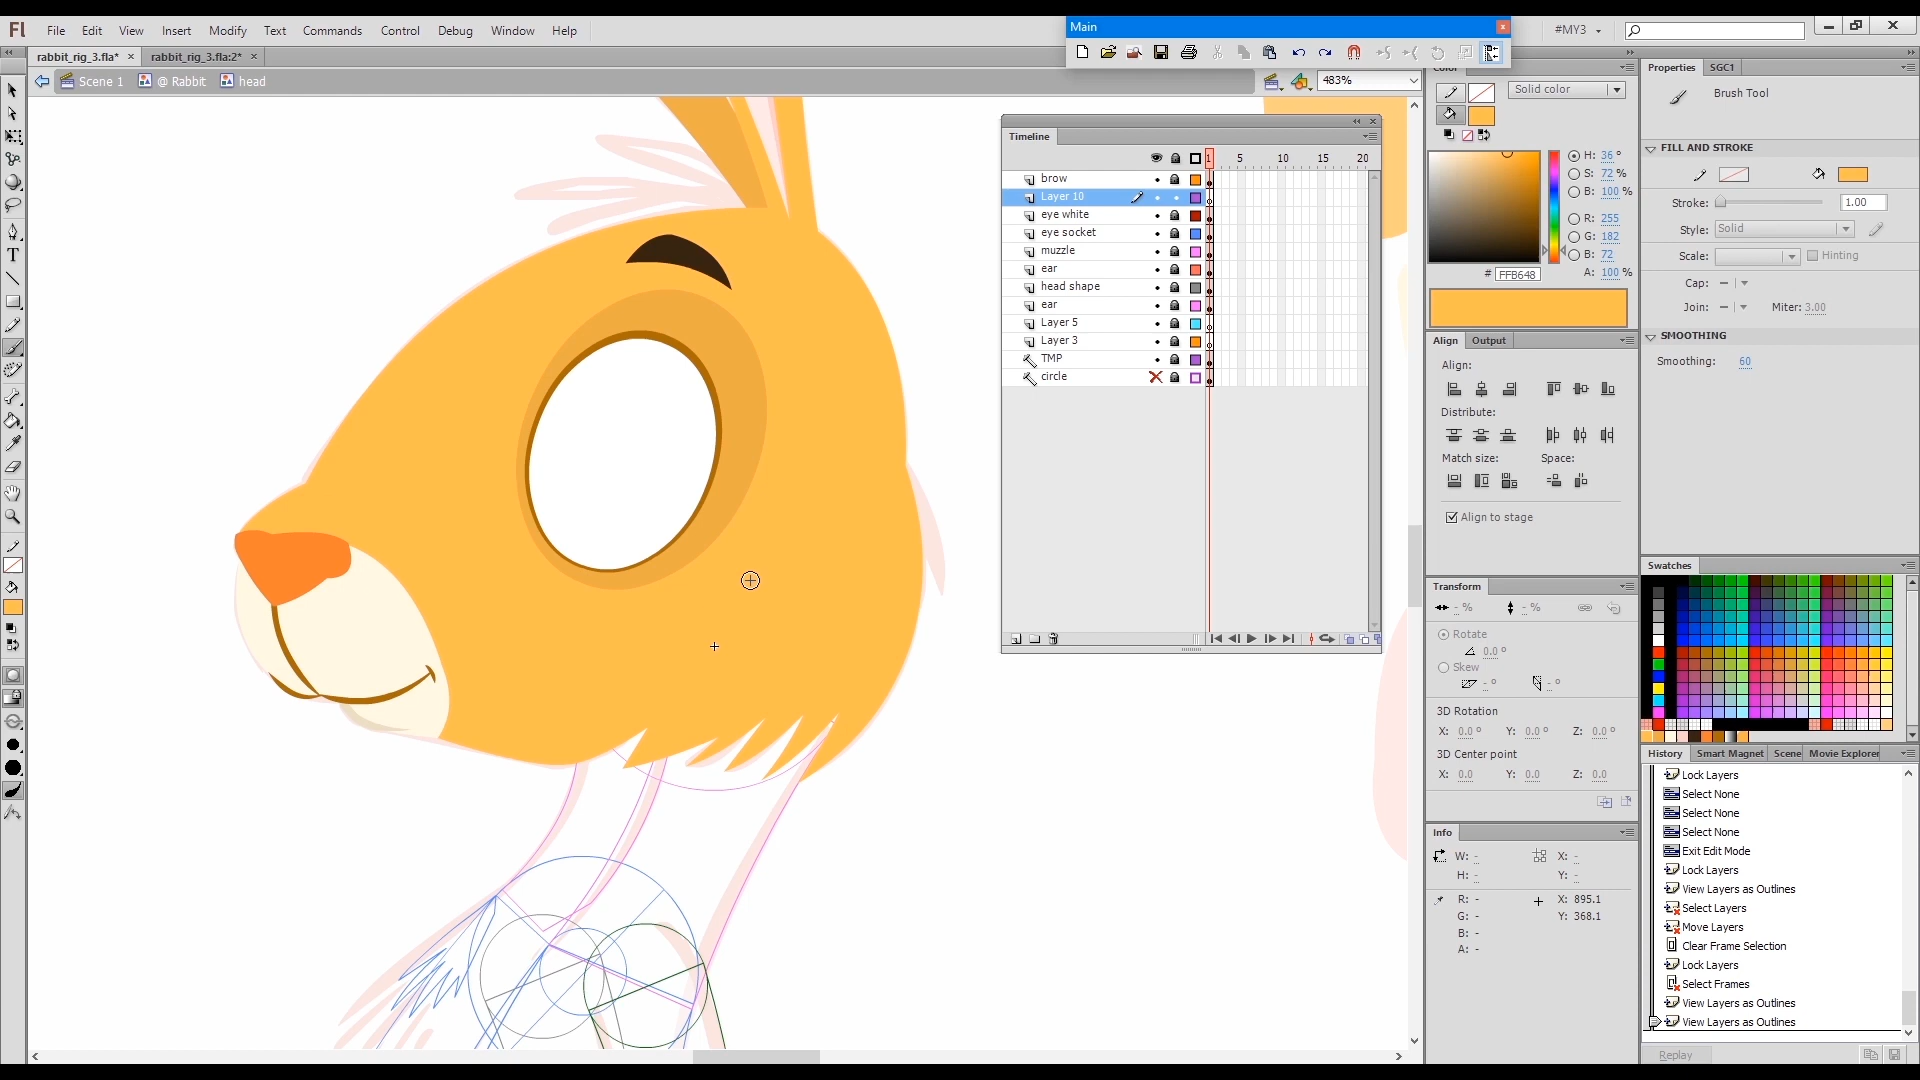 Main
Fl File Edit View Insert Modify Text Commands Control Debug Window Help #MY3
rabbit_rig_3.fla* × rabbit_rig_3.fla:2* ×
Scene 1 @ Rabbit head 483%
Timeline
1 5 10 15 20
brow
Layer 10
eye white
eye socket
muzzle
ear
head shape
ear
Layer 5
Layer 3
TMP
circle
Color
Solid color
H: 36 °
S: 72 %
B: 100 %
R: 255
G: 182
B: 72
# FFB648 A: 100 %
Align Output
Align:
Distribute:
Match size: Space:
Align to stage
Transform
- % - %
Rotate
0.0 °
Skew
- ° - °
3D Rotation
X: 0.0 ° Y: 0.0 ° Z: 0.0 °
3D Center point
X: 0.0 Y: 0.0 Z: 0.0
Info
W: - X: -
H: - Y: -
R: - X: 895.1
G: - Y: 368.1
B: -
A: -
Properties SGC1
Brush Tool
FILL AND STROKE
Stroke: 1.00
Style: Solid
Scale: Hinting
Cap: -
Join: - Miter: 3.00
SMOOTHING
Smoothing: 60
Swatches
History Smart Magnet Scene Movie Explorer
Lock Layers
Select None
Select None
Select None
Exit Edit Mode
Lock Layers
View Layers as Outlines
Select Layers
Move Layers
Clear Frame Selection
Lock Layers
Select Frames
View Layers as Outlines
View Layers as Outlines
Replay